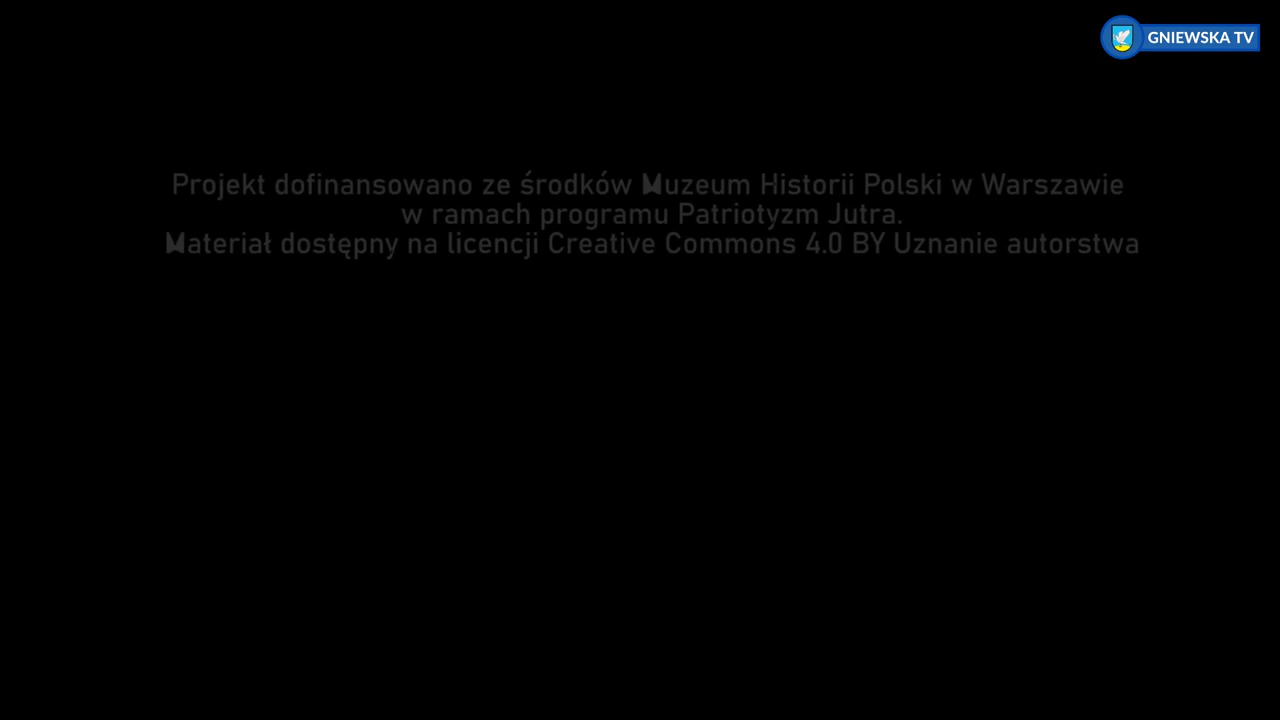 GNIEWSKA TV
Projekt dofinansowano ze środków Muzeum Historii Polski w Warszawie
w ramach programu Patriotyzm Jutra.
Materiał dostępny na licencji Creative Commons 4.0 BY Uznanie autorstwa